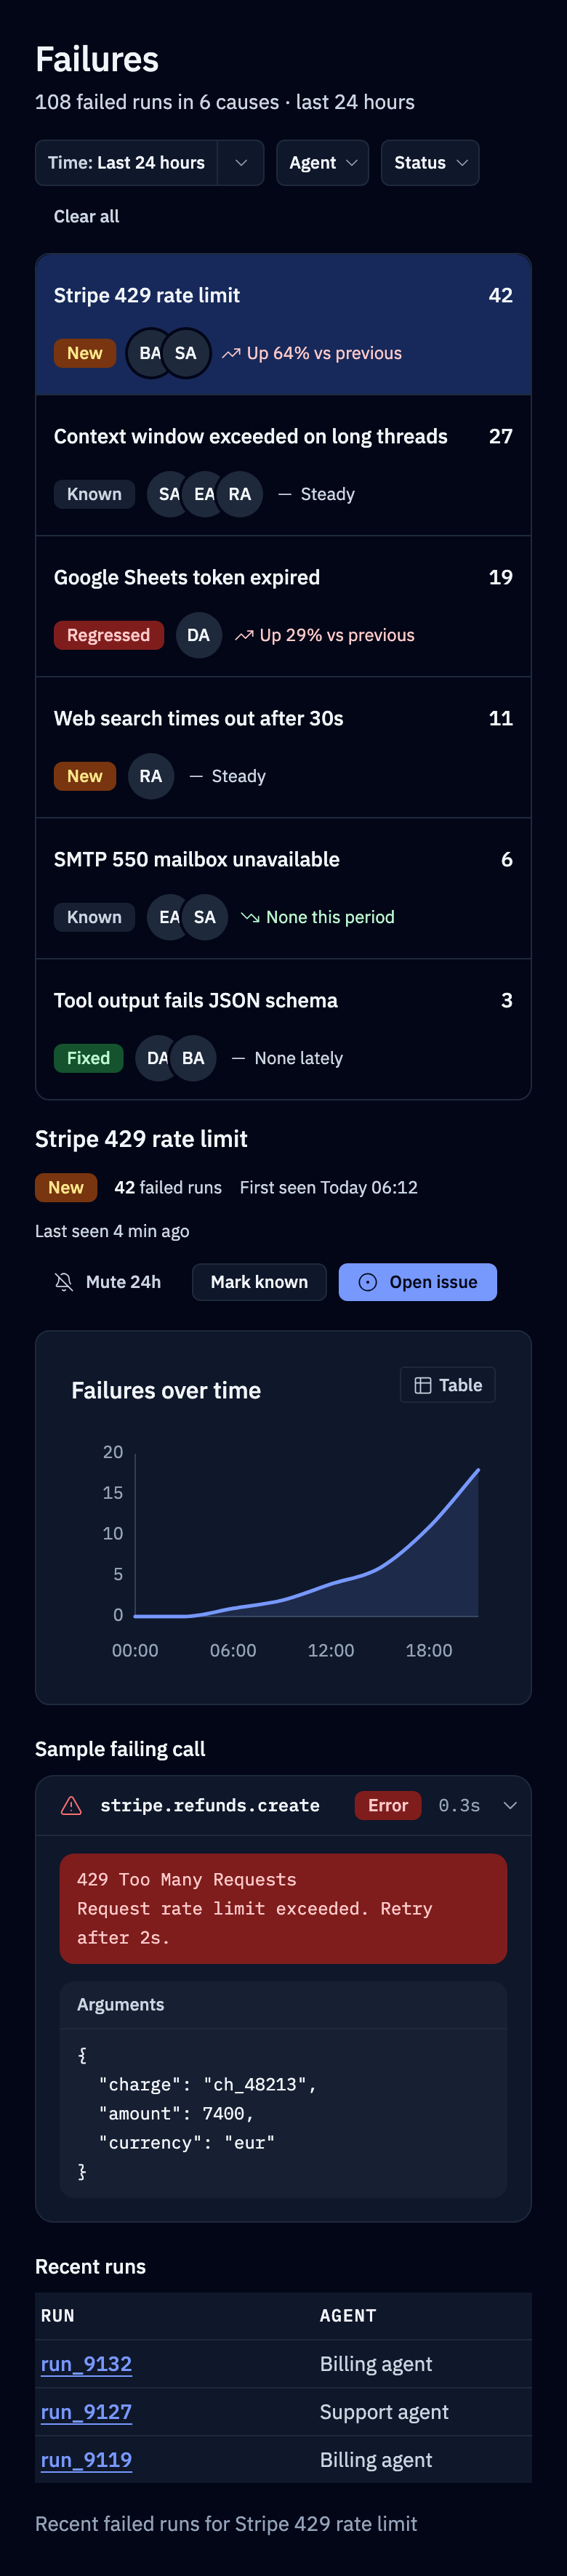 Failures
108 failed runs in 6 causes · last 24 hours
Time: Last 24 hours
Agent
Status
Clear all
Stripe 429 rate limit 42
New BA SA Up 64% vs previous
Context window exceeded on long threads 27
Known SA EA RA — Steady
Google Sheets token expired 19
Regressed DA Up 29% vs previous
Web search times out after 30s 11
New RA — Steady
SMTP 550 mailbox unavailable 6
Known EA SA None this period
Tool output fails JSON schema 3
Fixed DA BA — None lately
Stripe 429 rate limit
New 42 failed runs First seen Today 06:12
Last seen 4 min ago
Mute 24h Mark known Open issue
Failures over time Table
20
15
10
5
0
00:00 06:00 12:00 18:00
Sample failing call
stripe.refunds.create Error 0.3s
429 Too Many Requests
Request rate limit exceeded. Retry
after 2s.
Arguments
{
"charge": "ch_48213",
"amount": 7400,
"currency": "eur"
}
Recent runs
RUN AGENT
run_9132 Billing agent
run_9127 Support agent
run_9119 Billing agent
Recent failed runs for Stripe 429 rate limit